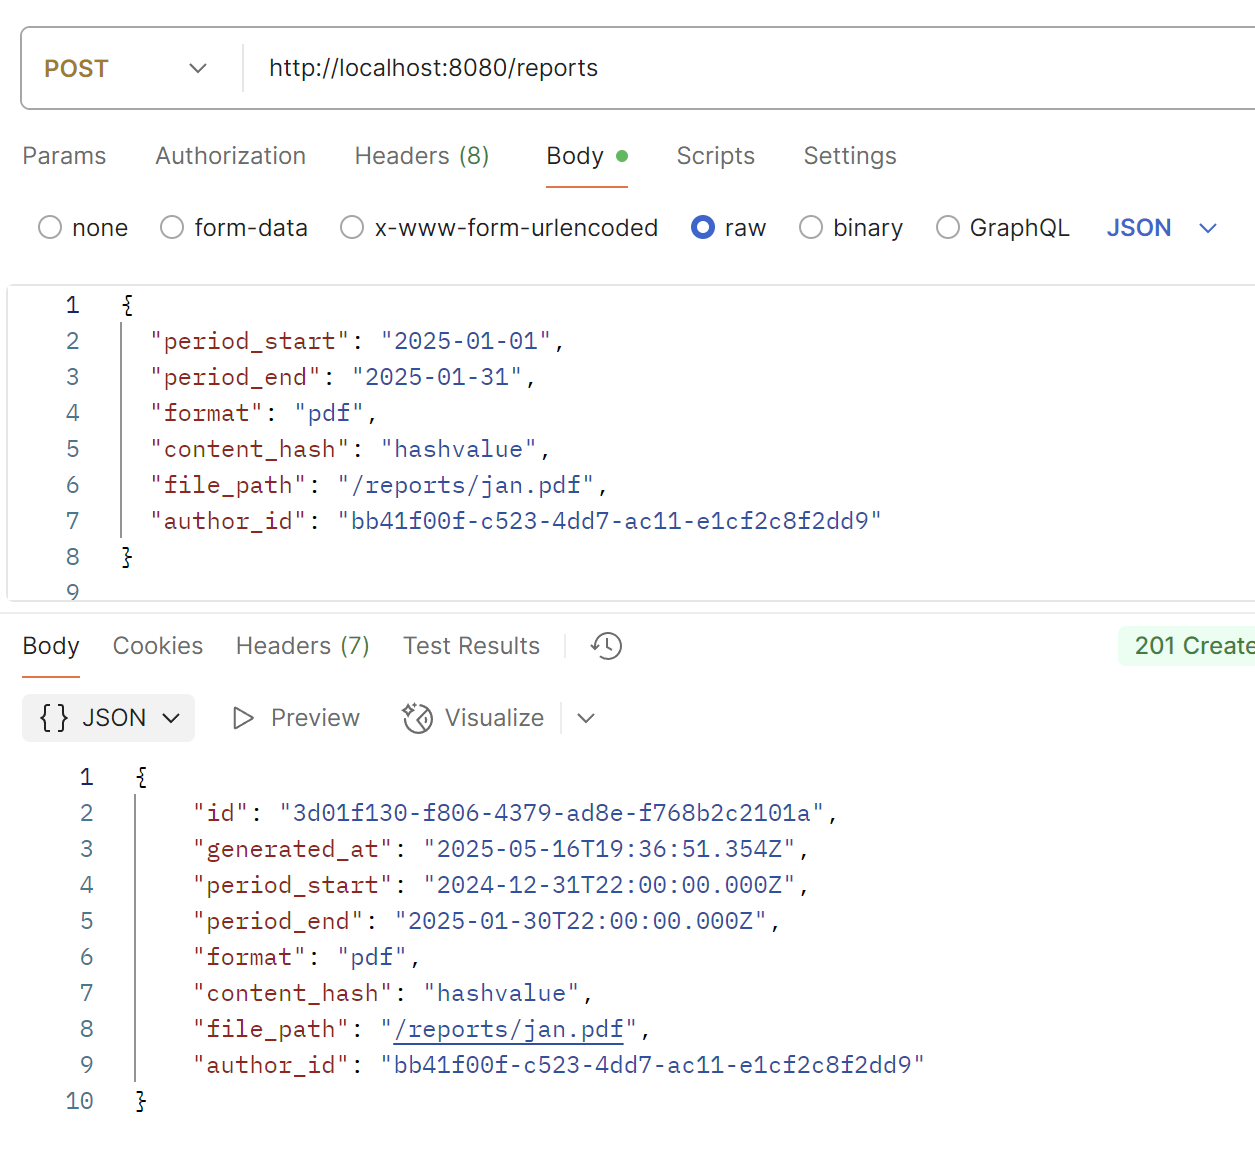 POST http://localhost:8080/reports
Params Authorization Headers (8) Body Scripts Settings
none form-data x-www-form-urlencoded raw binary GraphQL JSON
1 {
2 "period_start": "2025-01-01",
3 "period_end": "2025-01-31",
4 "format": "pdf",
5 "content_hash": "hashvalue",
6 "file_path": "/reports/jan.pdf",
7 "author_id": "bb41f00f-c523-4dd7-ac11-e1cf2c8f2dd9"
8 }
9
Body Cookies Headers (7) Test Results 201 Create
{} JSON Preview Visualize
1 {
2 "id": "3d01f130-f806-4379-ad8e-f768b2c2101a",
3 "generated_at": "2025-05-16T19:36:51.354Z",
4 "period_start": "2024-12-31T22:00:00.000Z",
5 "period_end": "2025-01-30T22:00:00.000Z",
6 "format": "pdf",
7 "content_hash": "hashvalue",
8 "file_path": "/reports/jan.pdf",
9 "author_id": "bb41f00f-c523-4dd7-ac11-e1cf2c8f2dd9"
10 }